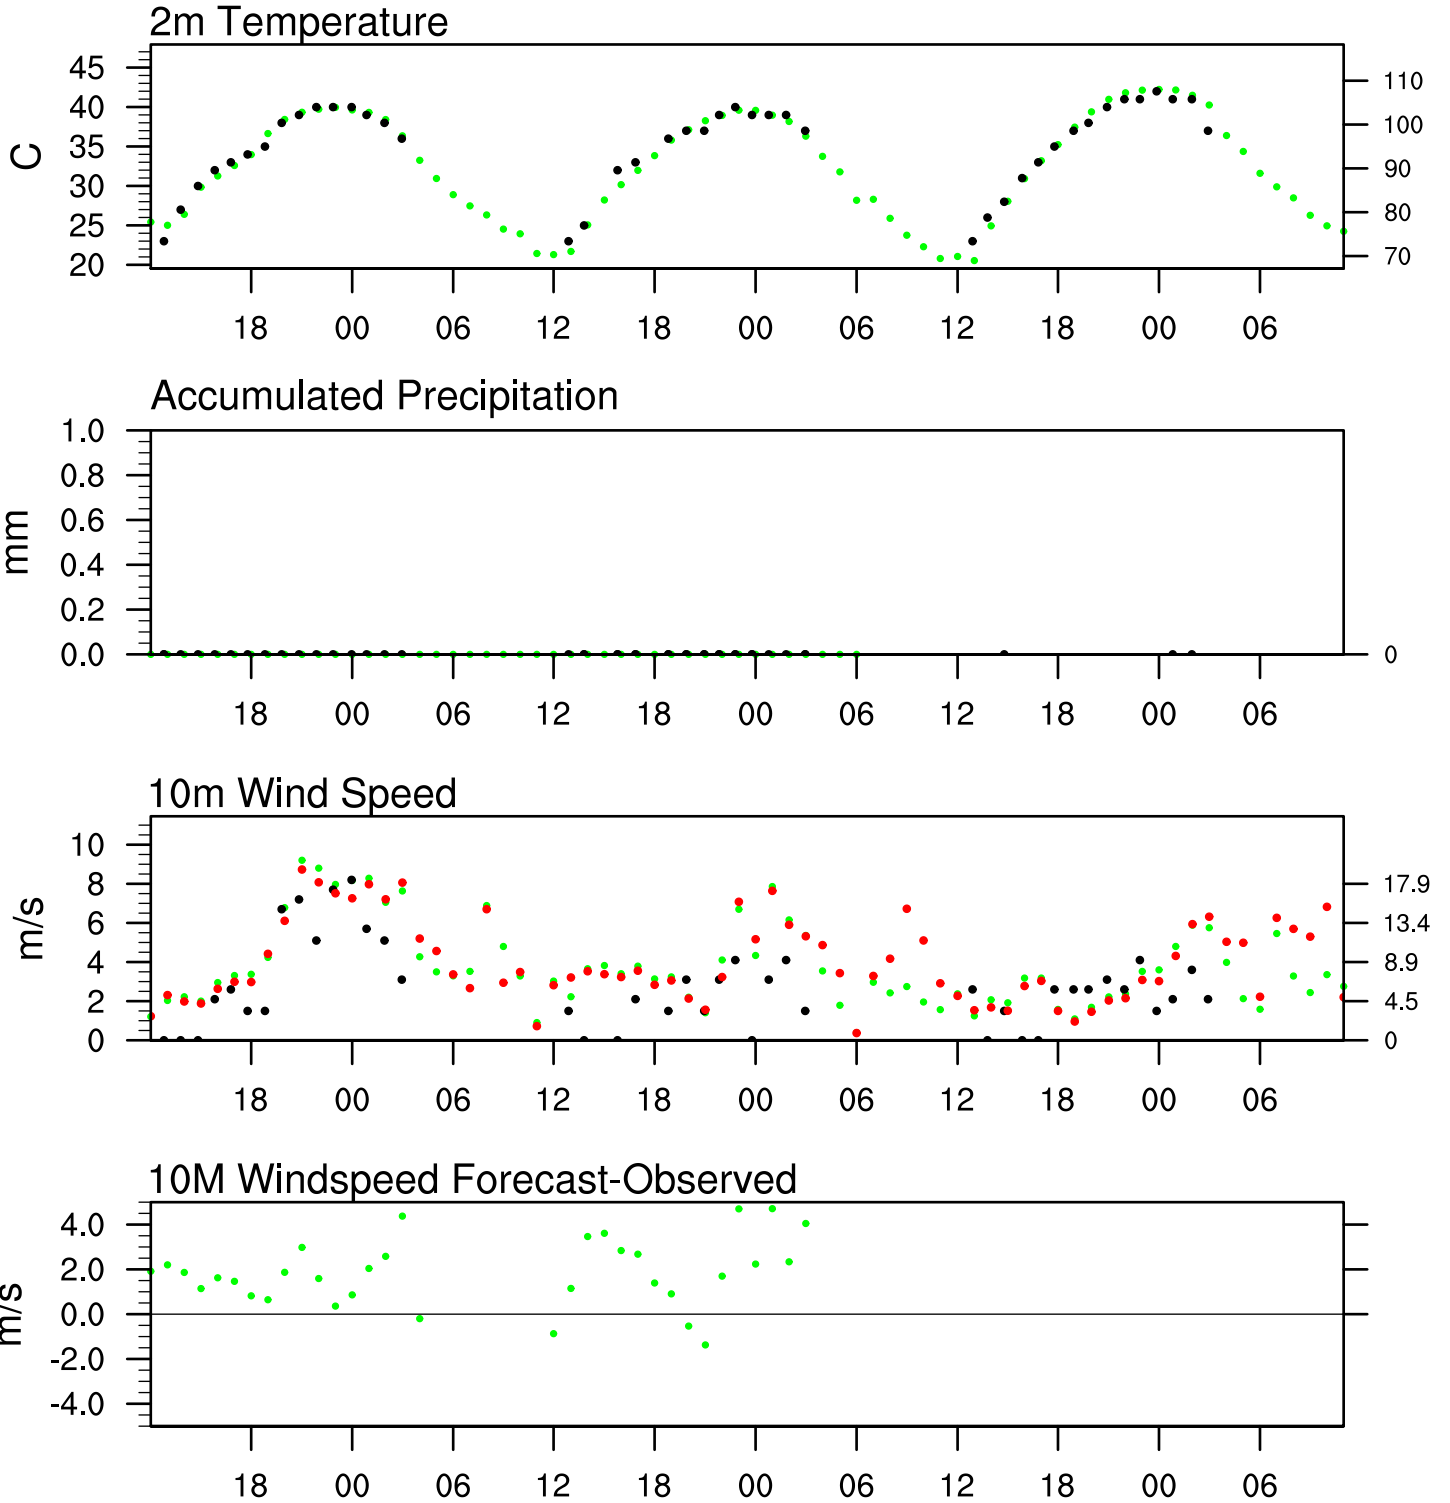 2m Temperature
45
40
35
30
25
20
C
110
100
90
80
70
18 00 06 12 18 00 06 12 18 00 06
Accumulated Precipitation
1.0
0.8
0.6
0.4
0.2
0.0
mm
0
18 00 06 12 18 00 06 12 18 00 06
10m Wind Speed
10
8
6
4
2
0
m/s
17.9
13.4
8.9
4.5
0
18 00 06 12 18 00 06 12 18 00 06
10M Windspeed Forecast-Observed
4.0
2.0
0.0
-2.0
-4.0
m/s
18 00 06 12 18 00 06 12 18 00 06